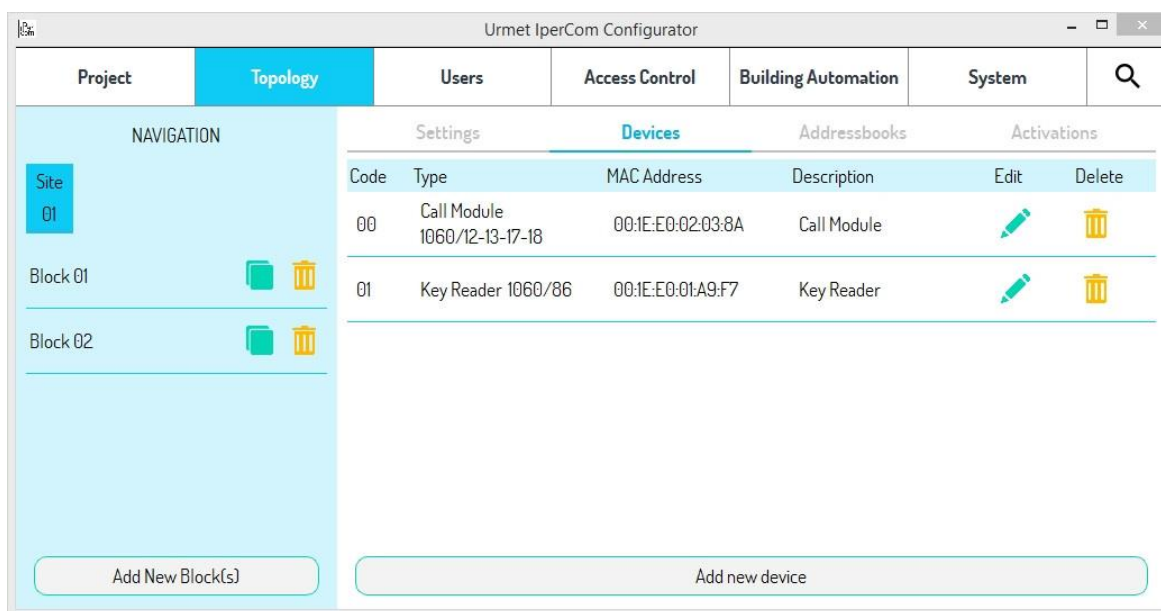 Urmet IperCom Configurator
Project Topology Users Access Control Building Automation System
NAVIGATION
Settings Devices Addressbooks Activations
Site
01
Code Type MAC Address Description Edit Delete
00 Call Module 1060/12-13-17-18 00:1E:E0:02:03:8A Call Module
Block 01
01 Key Reader 1060/86 00:1E:E0:01:A9:F7 Key Reader
Block 02
Add New Block(s)
Add new device